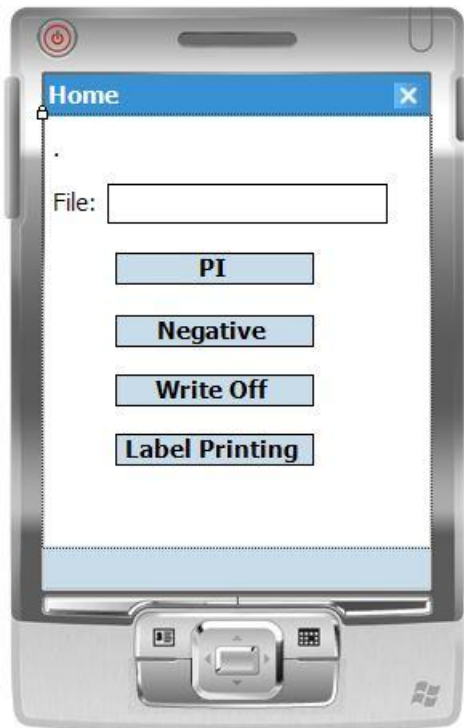 Home
.
File:
PI
Negative
Write Off
Label Printing